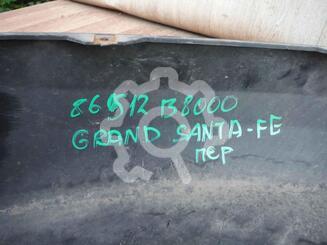 86512 B8000
GRAND SANTA-FE
пер